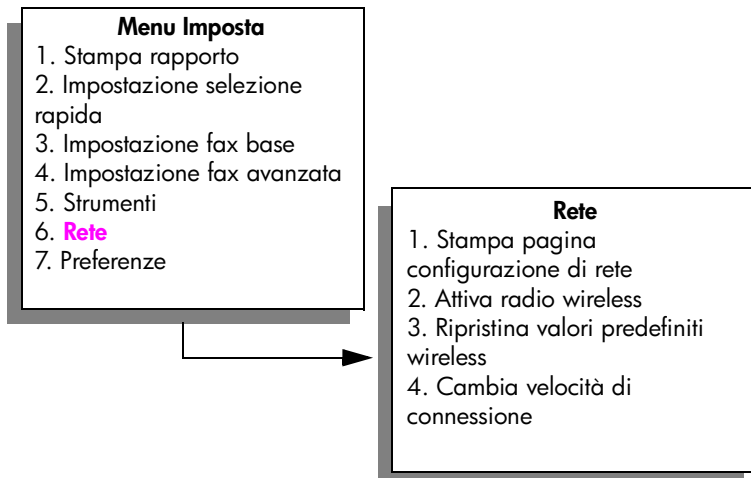 Menu Imposta
1. Stampa rapporto
2. Impostazione selezione
rapida
3. Impostazione fax base
4. Impostazione fax avanzata
5. Strumenti
6. Rete
7. Preferenze
Rete
1. Stampa pagina
configurazione di rete
2. Attiva radio wireless
3. Ripristina valori predefiniti
wireless
4. Cambia velocità di
connessione